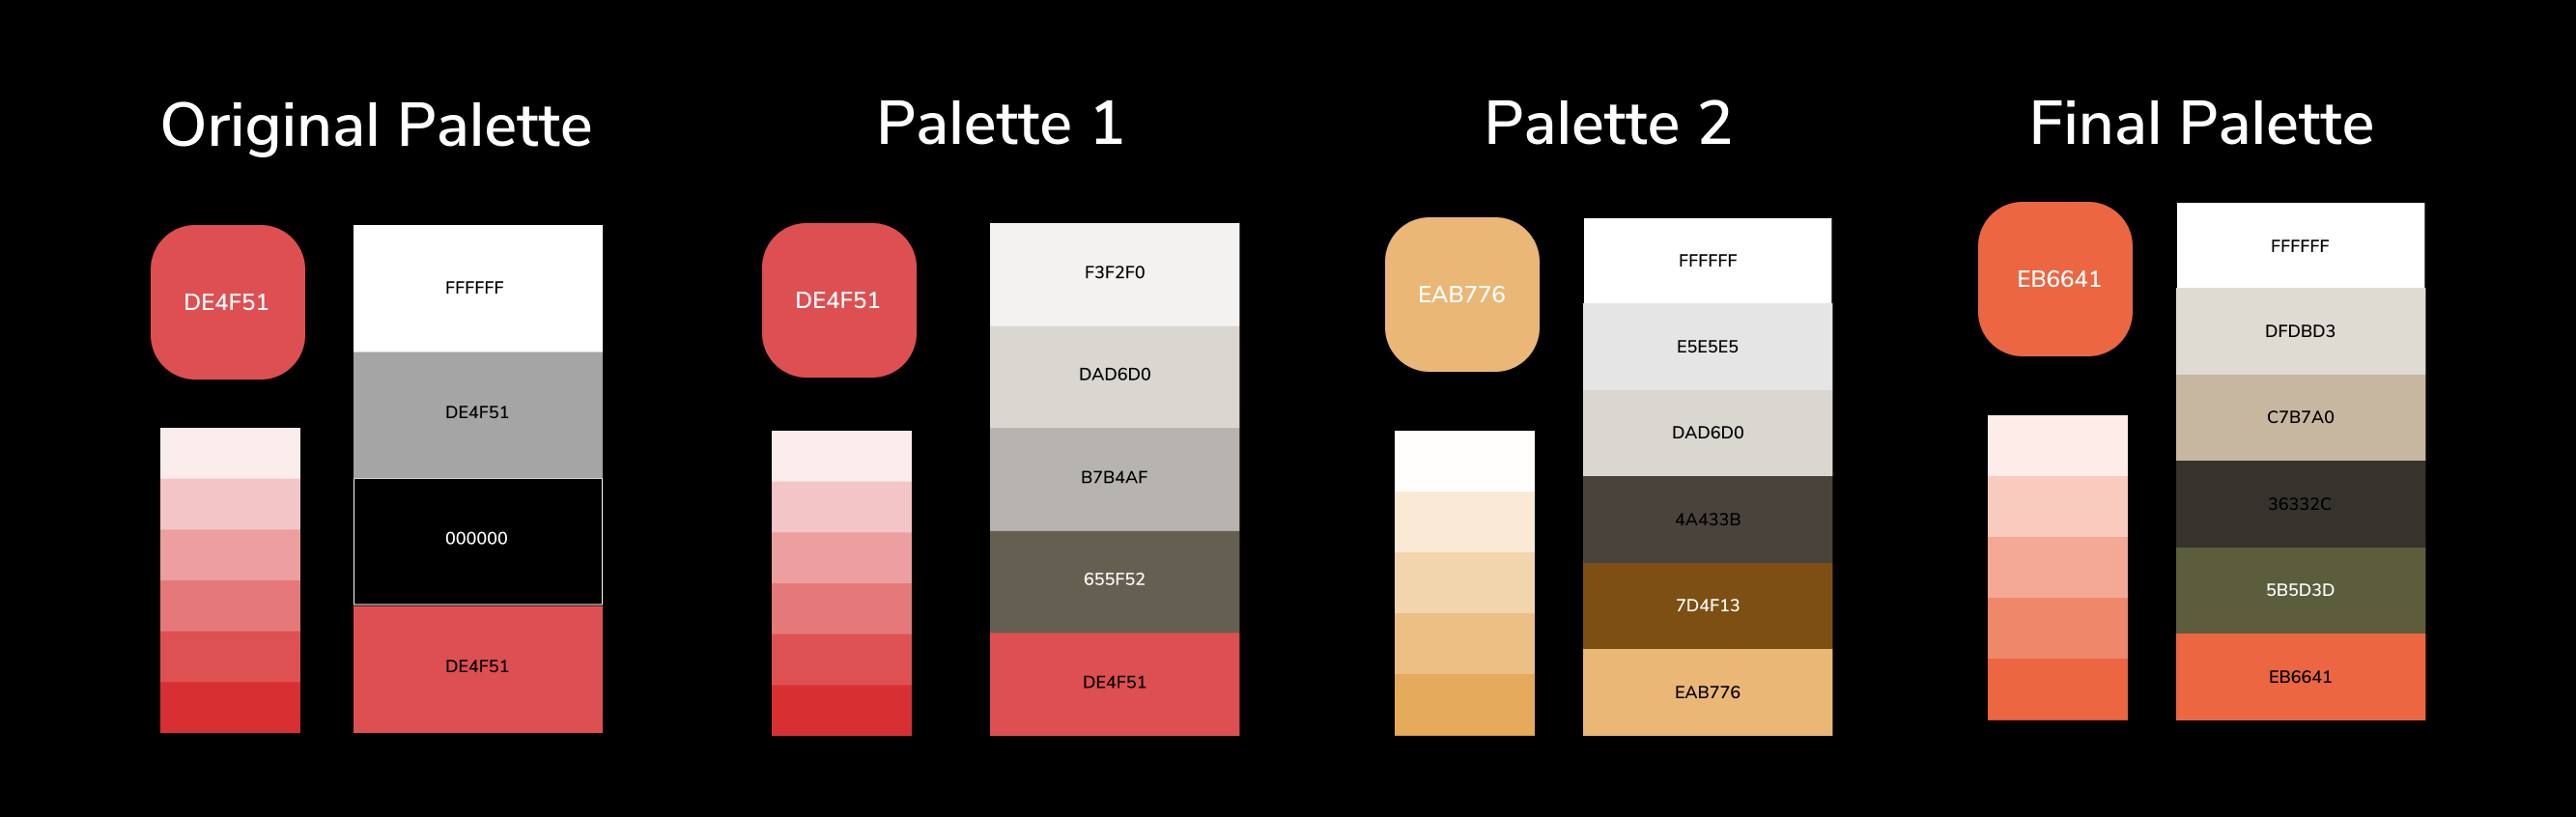 Original Palette
DE4F51
FFFFFF
DE4F51
000000
DE4F51
Palette 1
DE4F51
F3F2F0
DAD6D0
B7B4AF
655F52
DE4F51
Palette 2
EAB776
FFFFFF
E5E5E5
DAD6D0
4A433B
7D4F13
EAB776
Final Palette
EB6641
FFFFFF
DFDBD3
C7B7A0
36332C
5B5D3D
EB6641